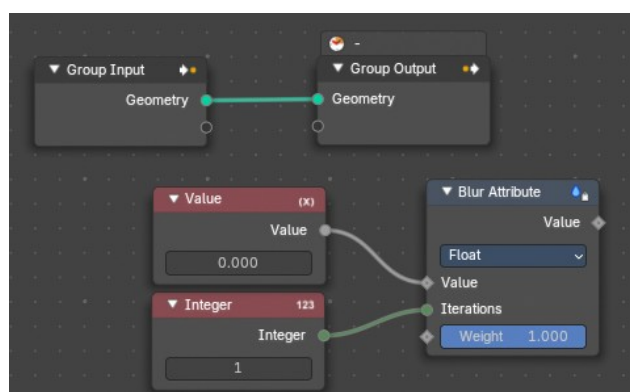 -
Group Input
Geometry
Group Output
Geometry
Value
(x)
Value
0.000
Integer
123
Integer
1
Blur Attribute
Value
Float
Value
Iterations
Weight 1.000